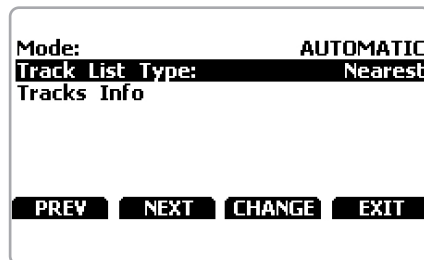 Mode: AUTOMATIC
Track List Type: Nearest
Tracks Info
PREV NEXT CHANGE EXIT